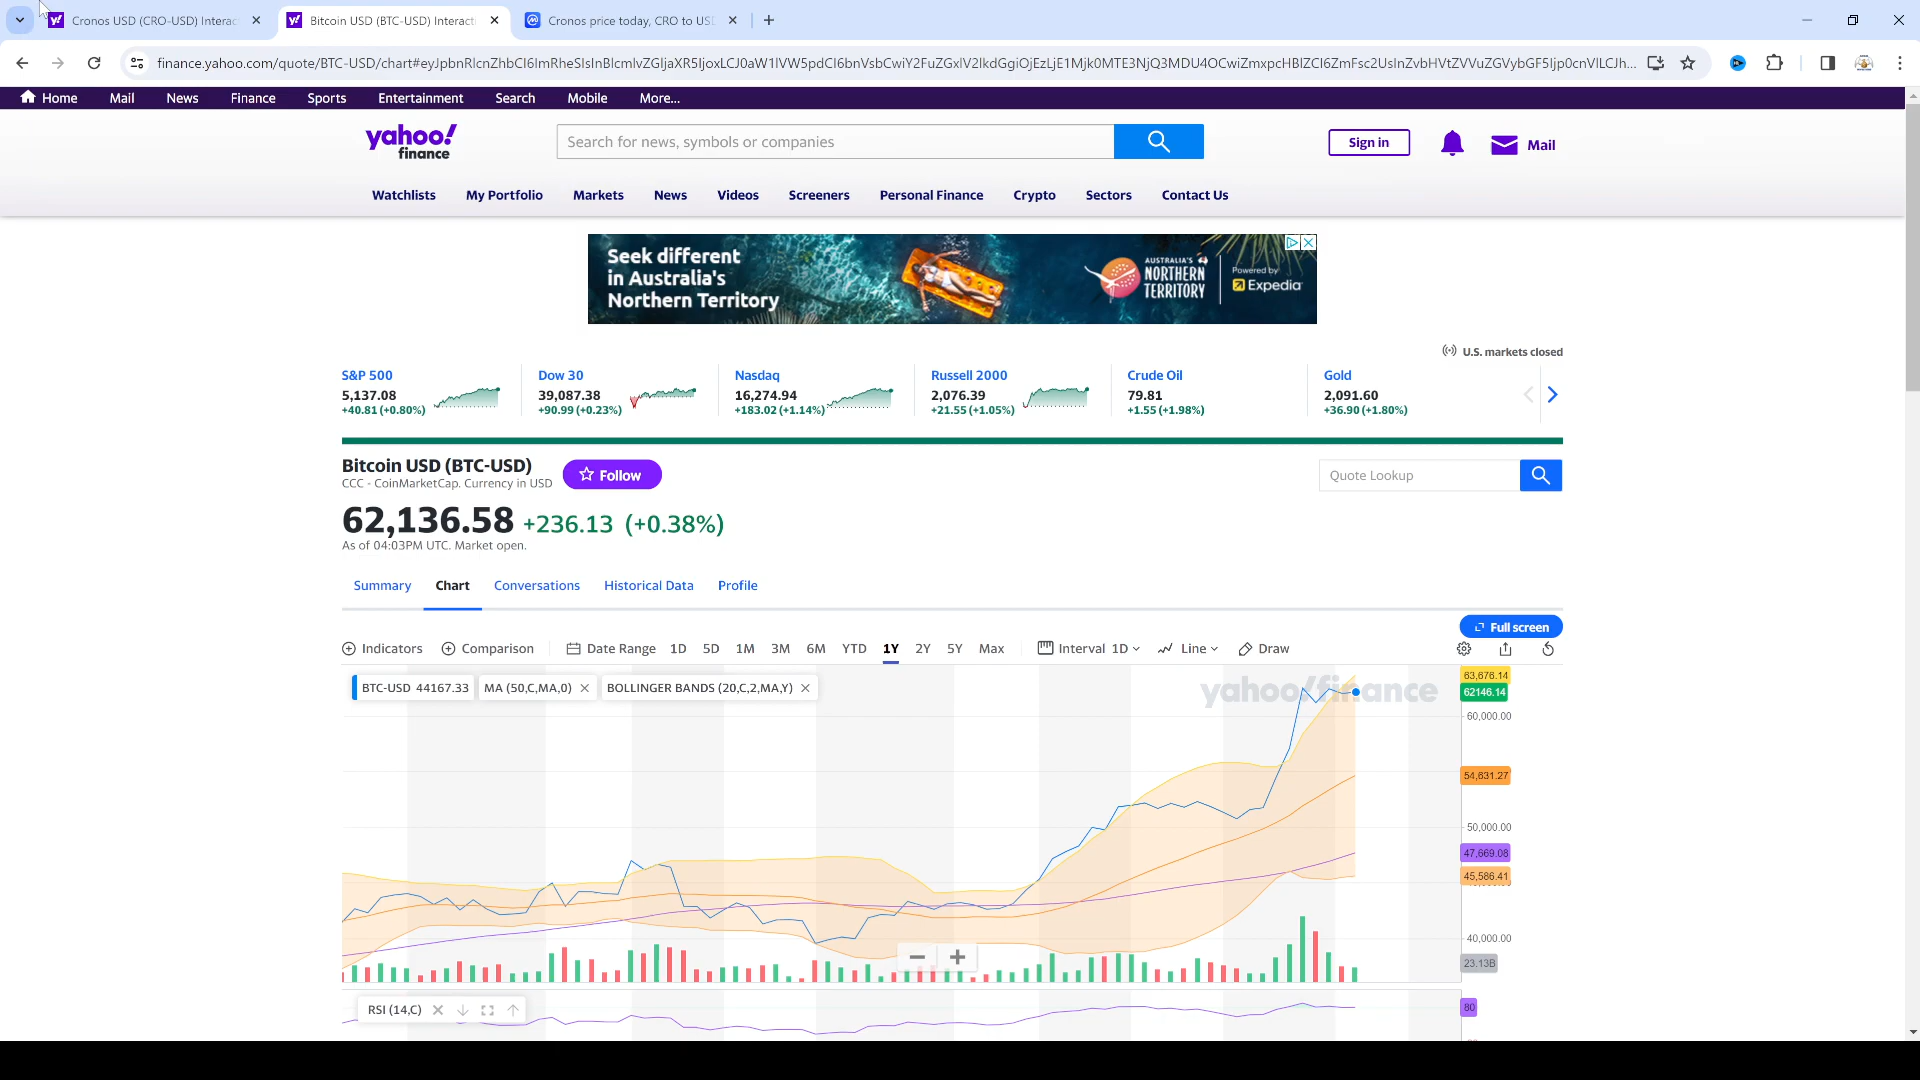 Cronos USD (CRO-USD) Interac
Bitcoin USD (BTC-USD) Interact
Cronos price today, CRO to US
finance.yahoo.com/quote/BTC-USD/chart#eyJpbnRlcnZhbCI6ImRheSIsInBlcmlvZGljaXR5IjoxLCJ0aW1lVW5pdCI6bnVsbCwiY2FuZGxlV2lkdGgiOjEzLjE1Mjk0MTE3NjQ3MDU4OCwiZmxpcHBlZCI6ZmFsc2UsInZvbHVtZVVuZGVybGF5Ijp0cnVlLCJh...
Home Mail News Finance Sports Entertainment Search Mobile More...
yahoo!
finance
Search for news, symbols or companies
Sign in
Mail
Watchlists My Portfolio Markets News Videos Screeners Personal Finance Crypto Sectors Contact Us
Seek different
in Australia's
Northern Territory
AUSTRALIA'S
NORTHERN
TERRITORY
Powered by
Expedia
U.S. markets closed
S&P 500
5,137.08
+40.81 (+0.80%)
Dow 30
39,087.38
+90.99 (+0.23%)
Nasdaq
16,274.94
+183.02 (+1.14%)
Russell 2000
2,076.39
+21.55 (+1.05%)
Crude Oil
79.81
+1.55 (+1.98%)
Gold
2,091.60
+36.90 (+1.80%)
Bitcoin USD (BTC-USD)
CCC - CoinMarketCap. Currency in USD
Follow
Quote Lookup
62,136.58 +236.13 (+0.38%)
As of 04:03PM UTC. Market open.
Summary Chart Conversations Historical Data Profile
Full screen
Indicators Comparison Date Range 1D 5D 1M 3M 6M YTD 1Y 2Y 5Y Max Interval 1D Line Draw
BTC-USD 44167.33 MA (50,C,MA,0) BOLLINGER BANDS (20,C,2,MA,Y)
yahoo/finance
63,676.14
62146.14
60,000.00
54,631.27
50,000.00
47,669.08
45,586.41
40,000.00
23.13B
RSI (14,C)
80